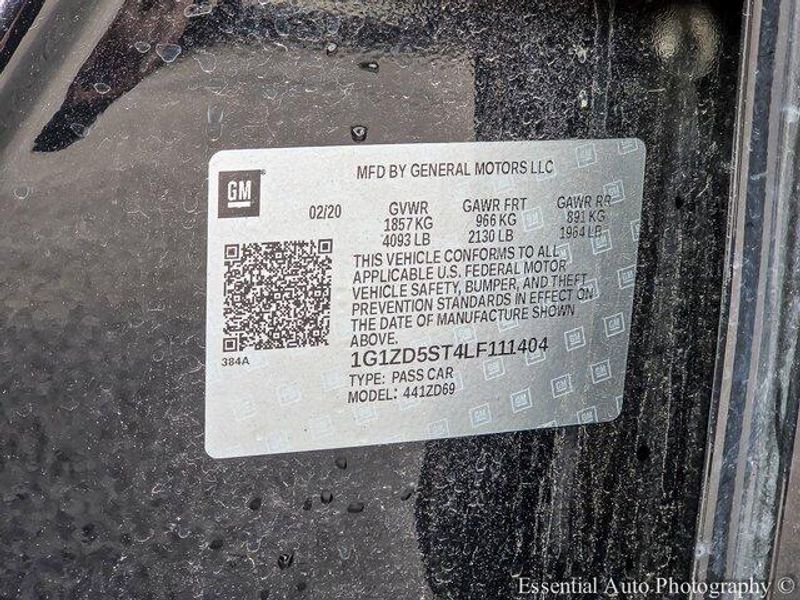 MFD BY GENERAL MOTORS LLC
GM
02/20 GVWR GAWR FRT GAWR RR
1857 KG 966 KG 891 KG
4093 LB 2130 LB 1964 LB
THIS VEHICLE CONFORMS TO ALL
APPLICABLE U.S. FEDERAL MOTOR
VEHICLE SAFETY, BUMPER, AND THEFT
PREVENTION STANDARDS IN EFFECT ON
THE DATE OF MANUFACTURE SHOWN
ABOVE.
384A
1G1ZD5ST4LF111404
TYPE: PASS CAR
MODEL: 441ZD69
Essential Auto Photography ©